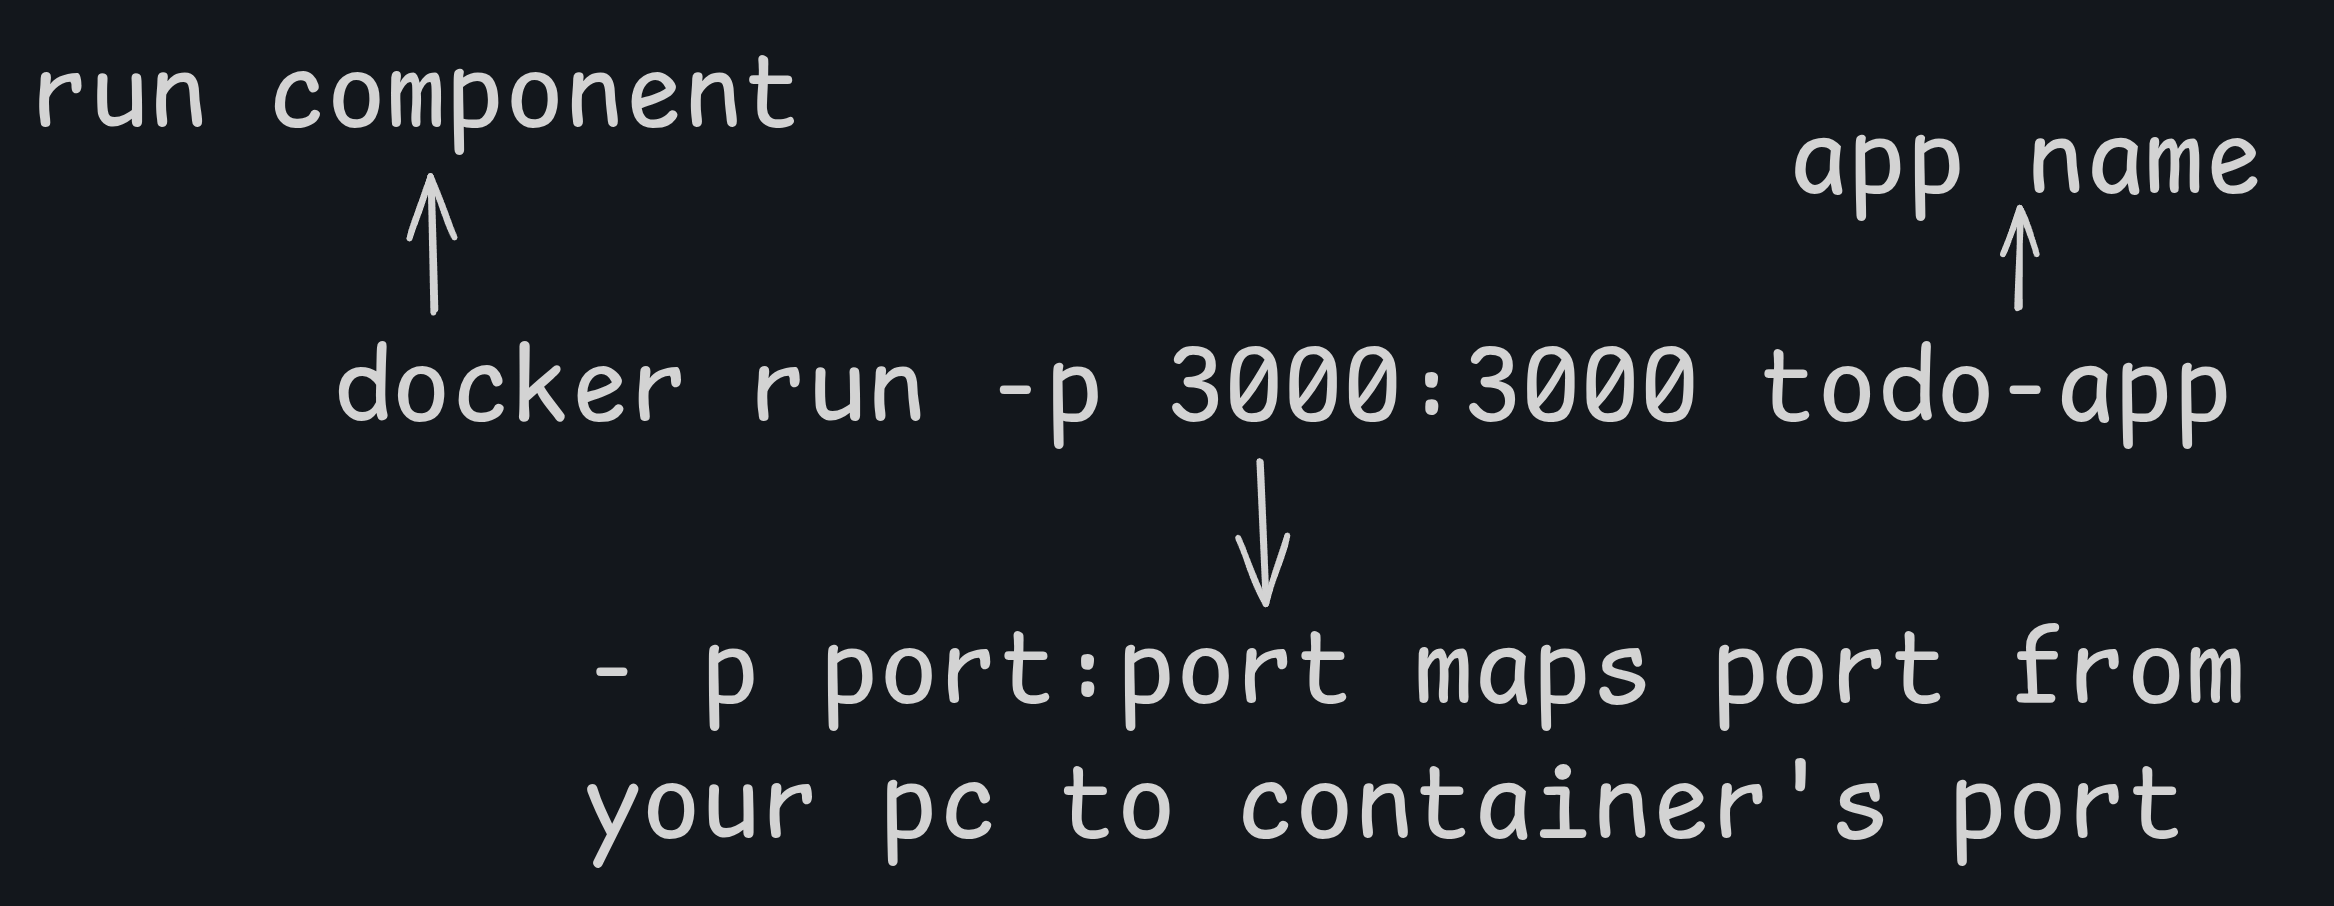 run component
app name
docker run -p 3000:3000 todo-app
- p port:port maps port from
your pc to container's port